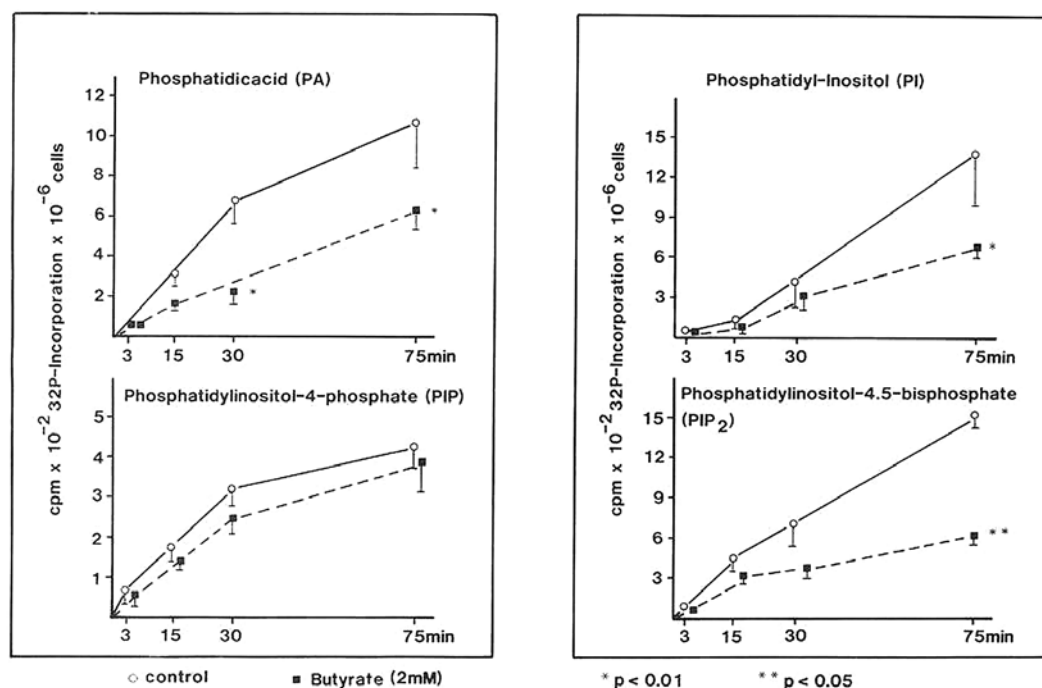 cpm x 10⁻² 32P-Incorporation x 10⁻⁶ cells
Phosphatidicacid (PA)
12
10
8
6
4
2
*
*
3 15 30 75min
Phosphatidylinositol-4-phosphate (PIP)
5
4
3
2
1
3 15 30 75min
○ control ■ Butyrate (2mM)
cpm x 10⁻² 32P-Incorporation x 10⁻⁶ cells
Phosphatidyl-Inositol (PI)
15
12
9
6
3
*
3 15 30 75min
Phosphatidylinositol-4.5-bisphosphate
(PIP₂)
15
12
9
6
3
**
3 15 30 75min
* p < 0.01 ** p < 0.05